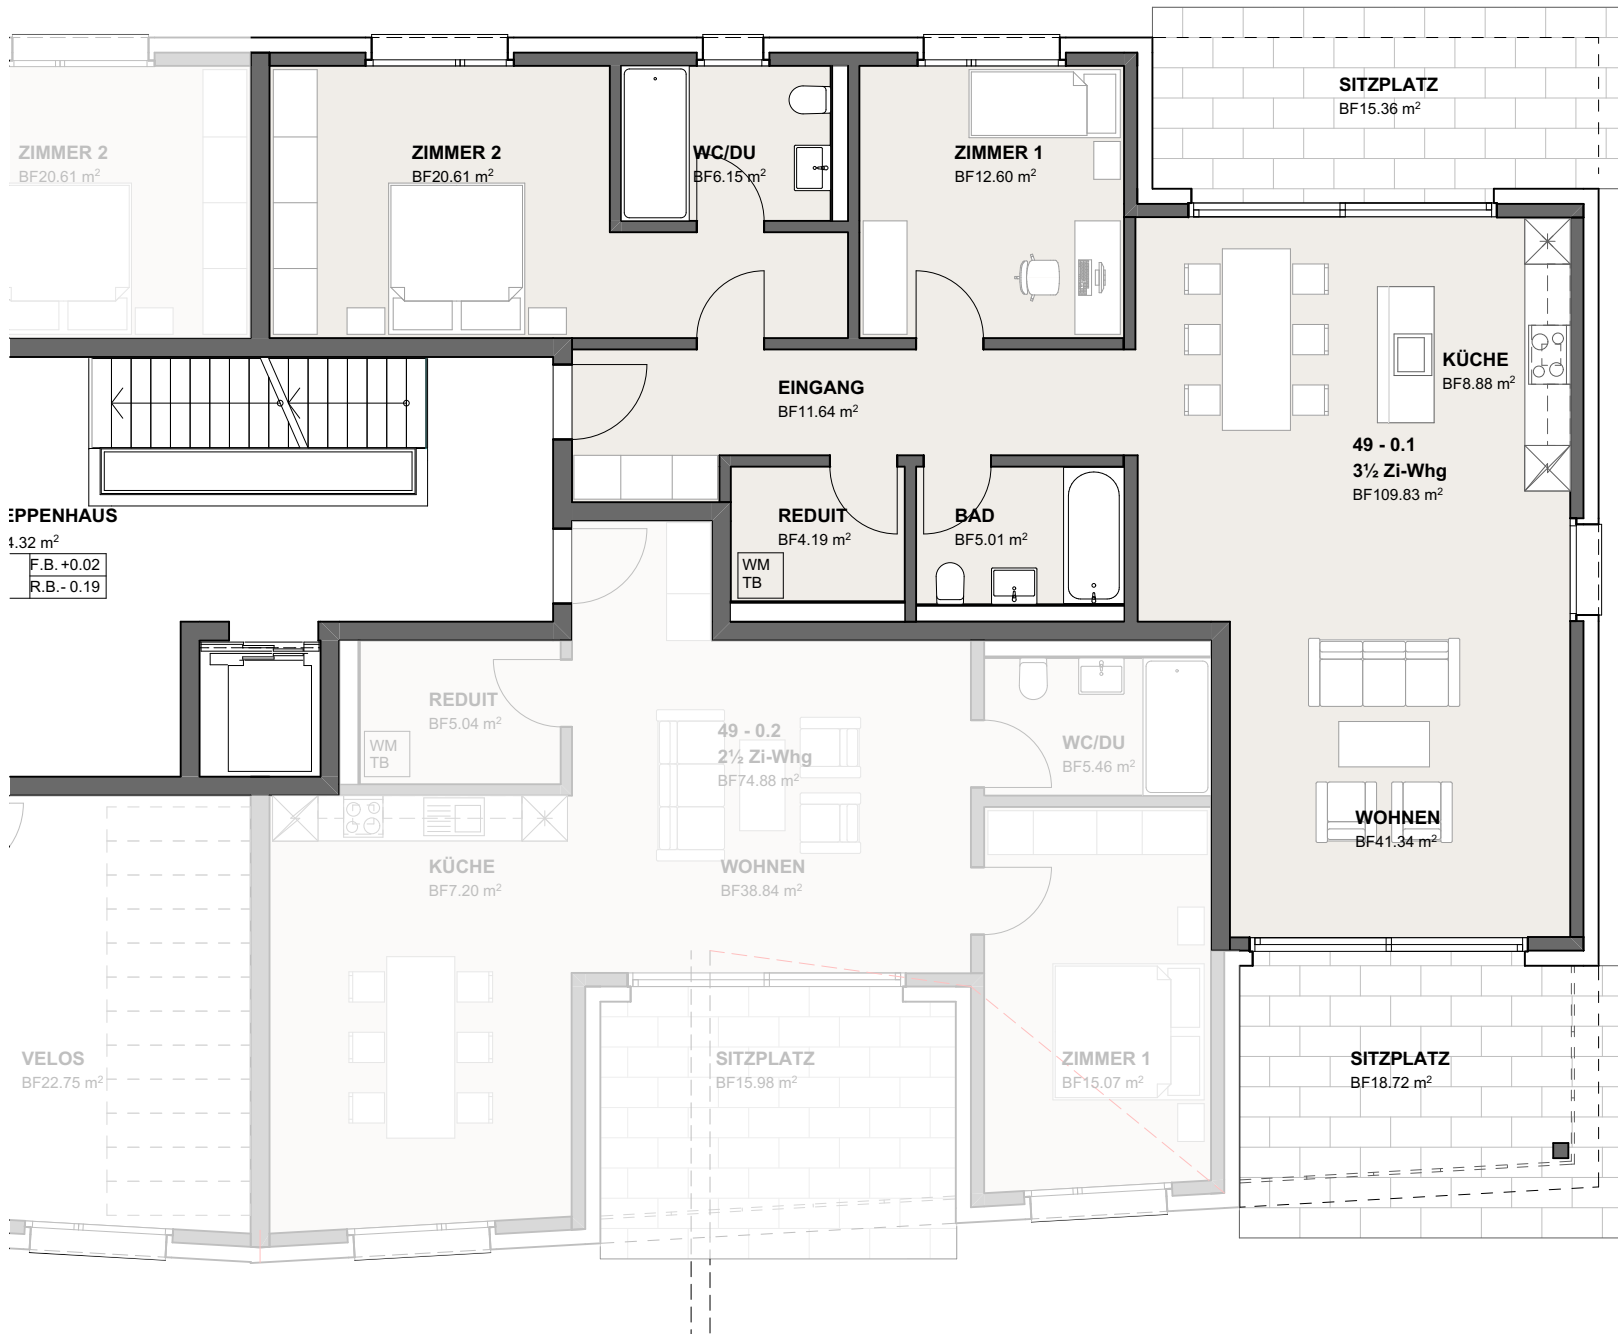 SITZPLATZ
BF15.36 m²
ZIMMER 2
BF20.61 m²
ZIMMER 2
BF20.61 m²
WC/DU
BF6.15 m²
ZIMMER 1
BF12.60 m²
KÜCHE
BF8.88 m²
EINGANG
BF11.64 m²
49 - 0.1
3½ Zi-Whg
BF109.83 m²
EPPENHAUS
4.32 m²
F.B. +0.02
R.B.- 0.19
REDUIT
BF4.19 m²
WM
TB
BAD
BF5.01 m²
REDUIT
BF5.04 m²
WM
TB
49 - 0.2
2½ Zi-Whg
BF74.88 m²
WC/DU
BF5.46 m²
WOHNEN
BF41.34 m²
KÜCHE
BF7.20 m²
WOHNEN
BF38.84 m²
VELOS
BF22.75 m²
SITZPLATZ
BF15.98 m²
ZIMMER 1
BF15.07 m²
SITZPLATZ
BF18.72 m²